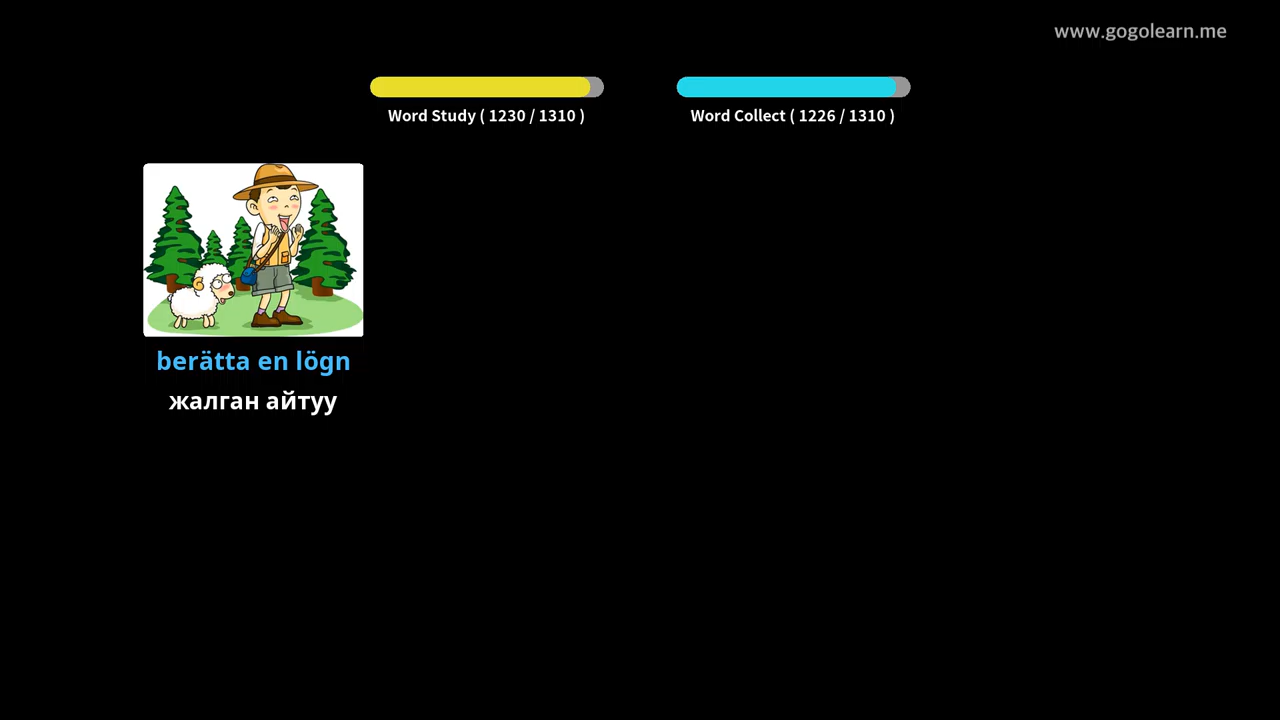 www.gogolearn.me
Word Study ( 1230 / 1310 )
Word Collect ( 1226 / 1310 )
berätta en lögn
жалган айтуу